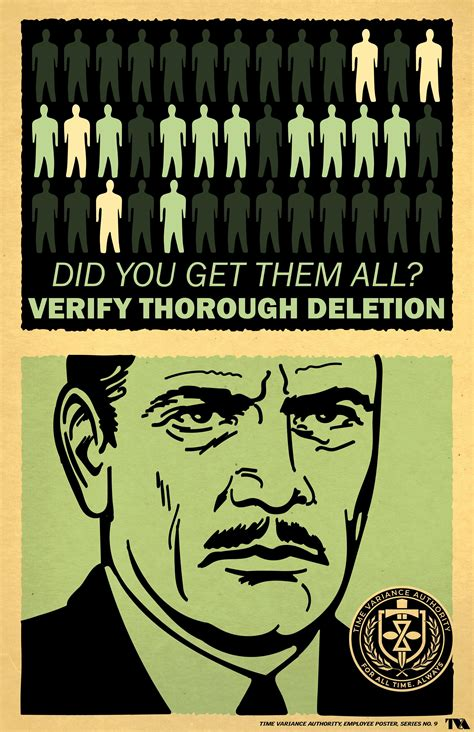 DID YOU GET THEM ALL?
VERIFY THOROUGH DELETION
TIME VARIANCE AUTHORITY
FOR ALL TIME. ALWAYS.
TIME VARIANCE AUTHORITY, EMPLOYEE POSTER, SERIES NO. 9
TVA